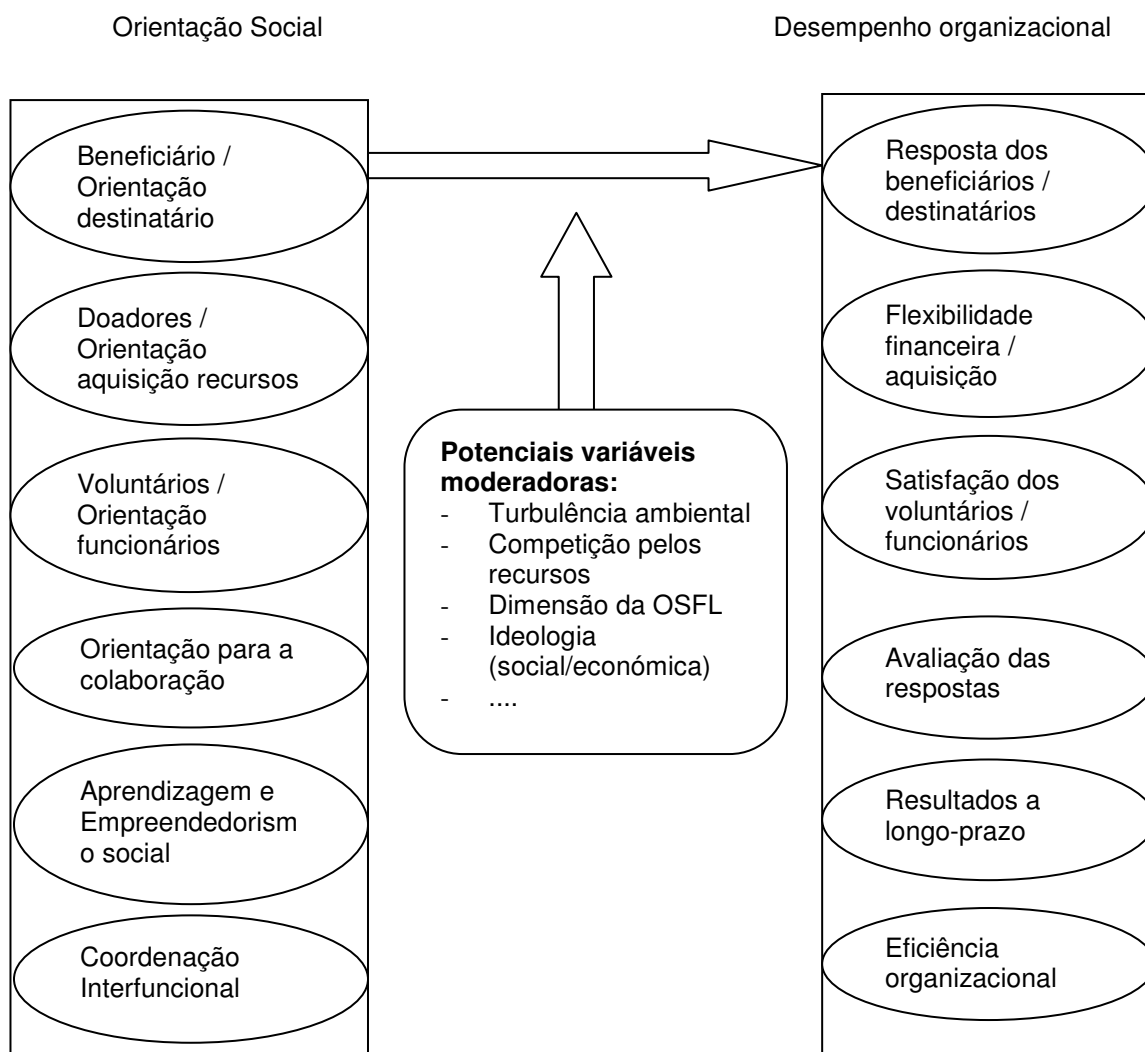 Orientação Social
Desempenho organizacional
Beneficiário /
Orientação
destinatário
Doadores /
Orientação
aquisição recursos
Voluntários /
Orientação
funcionários
Orientação para a
colaboração
Aprendizagem e
Empreendedorism
o social
Coordenação
Interfuncional
Potenciais variáveis
moderadoras:
- Turbulência ambiental
- Competição pelos
recursos
- Dimensão da OSFL
- Ideologia
(social/económica)
- ....
Resposta dos
beneficiários /
destinatários
Flexibilidade
financeira /
aquisição
Satisfação dos
voluntários /
funcionários
Avaliação das
respostas
Resultados a
longo-prazo
Eficiência
organizacional